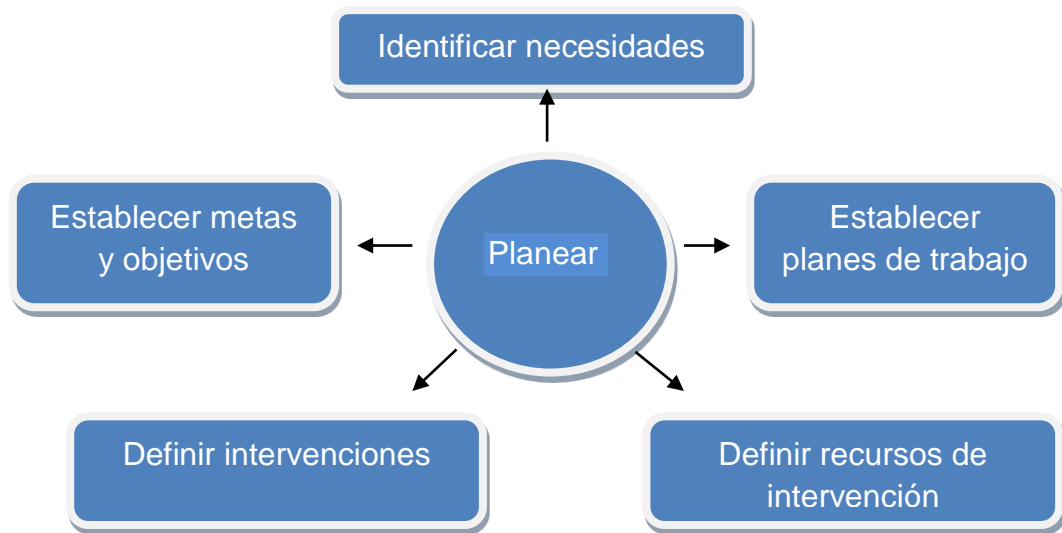 Identificar necesidades
Establecer metas
y objetivos
Planear
Establecer
planes de trabajo
Definir intervenciones
Definir recursos de
intervención